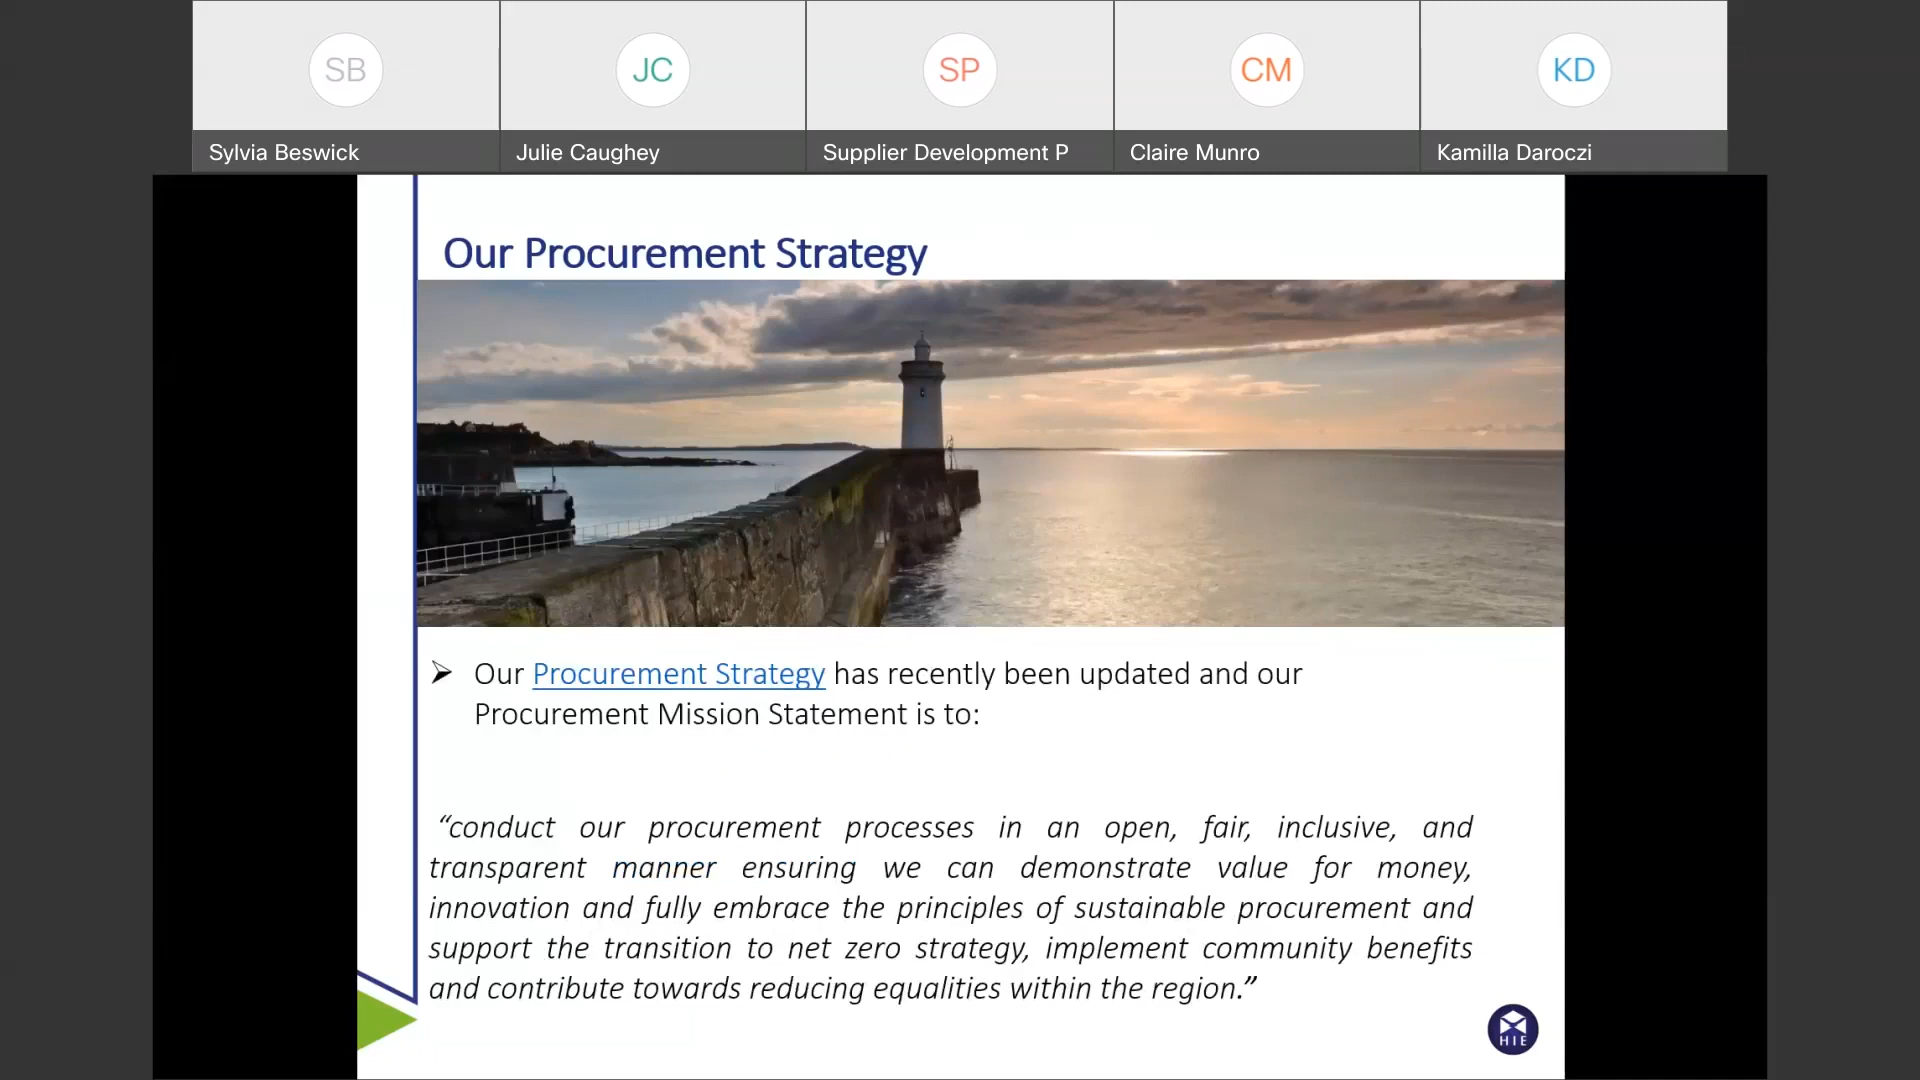 SB
JC
SP
CM
KD
Sylvia Beswick
Julie Caughey
Supplier Development P
Claire Munro
Kamilla Daroczi
Our Procurement Strategy
Our Procurement Strategy has recently been updated and our
Procurement Mission Statement is to:
“conduct our procurement processes in an open, fair, inclusive, and
transparent manner ensuring we can demonstrate value for money,
innovation and fully embrace the principles of sustainable procurement and
support the transition to net zero strategy, implement community benefits
and contribute towards reducing equalities within the region.”
HIE